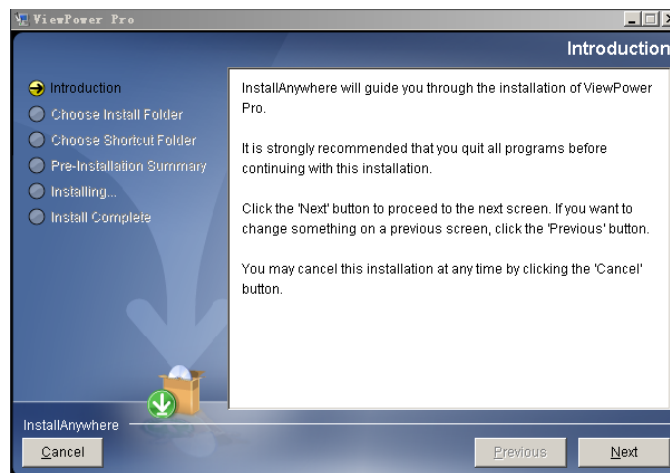 ViewPower Pro
Introduction
Introduction
Choose Install Folder
Choose Shortcut Folder
Pre-Installation Summary
Installing...
Install Complete
InstallAnywhere will guide you through the installation of ViewPower
Pro.
It is strongly recommended that you quit all programs before
continuing with this installation.
Click the 'Next' button to proceed to the next screen. If you want to
change something on a previous screen, click the 'Previous' button.
You may cancel this installation at any time by clicking the 'Cancel'
button.
InstallAnywhere
Cancel
Previous
Next